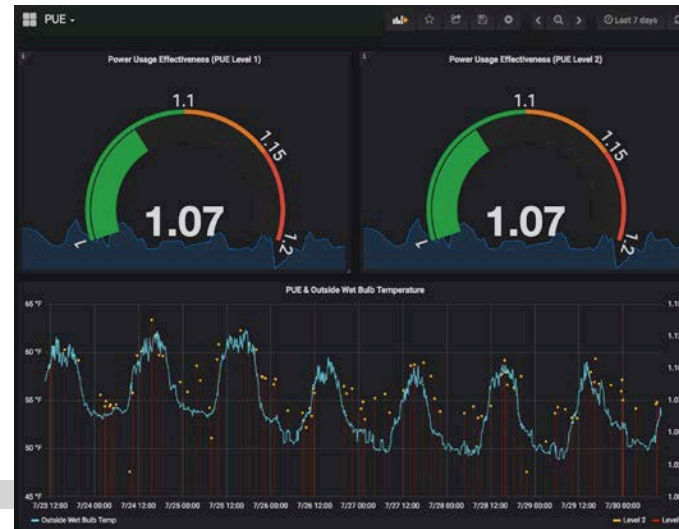 PUE -
Last 7 days
Power Usage Effectiveness (PUE Level 1)
Power Usage Effectiveness (PUE Level 2)
1.1
1.15
1.07
1
1.2
1.1
1.15
1.07
1
1.2
PUE & Outside Wet Bulb Temperature
65 °F
60 °F
55 °F
50 °F
45 °F
7/23 12:00 7/24 00:00 7/24 12:00 7/25 00:00 7/25 12:00 7/26 00:00 7/26 12:00 7/27 00:00 7/27 12:00 7/28 00:00 7/28 12:00 7/29 00:00 7/29 12:00 7/30 00:00
Outside Wet Bulb Temp
Level 2